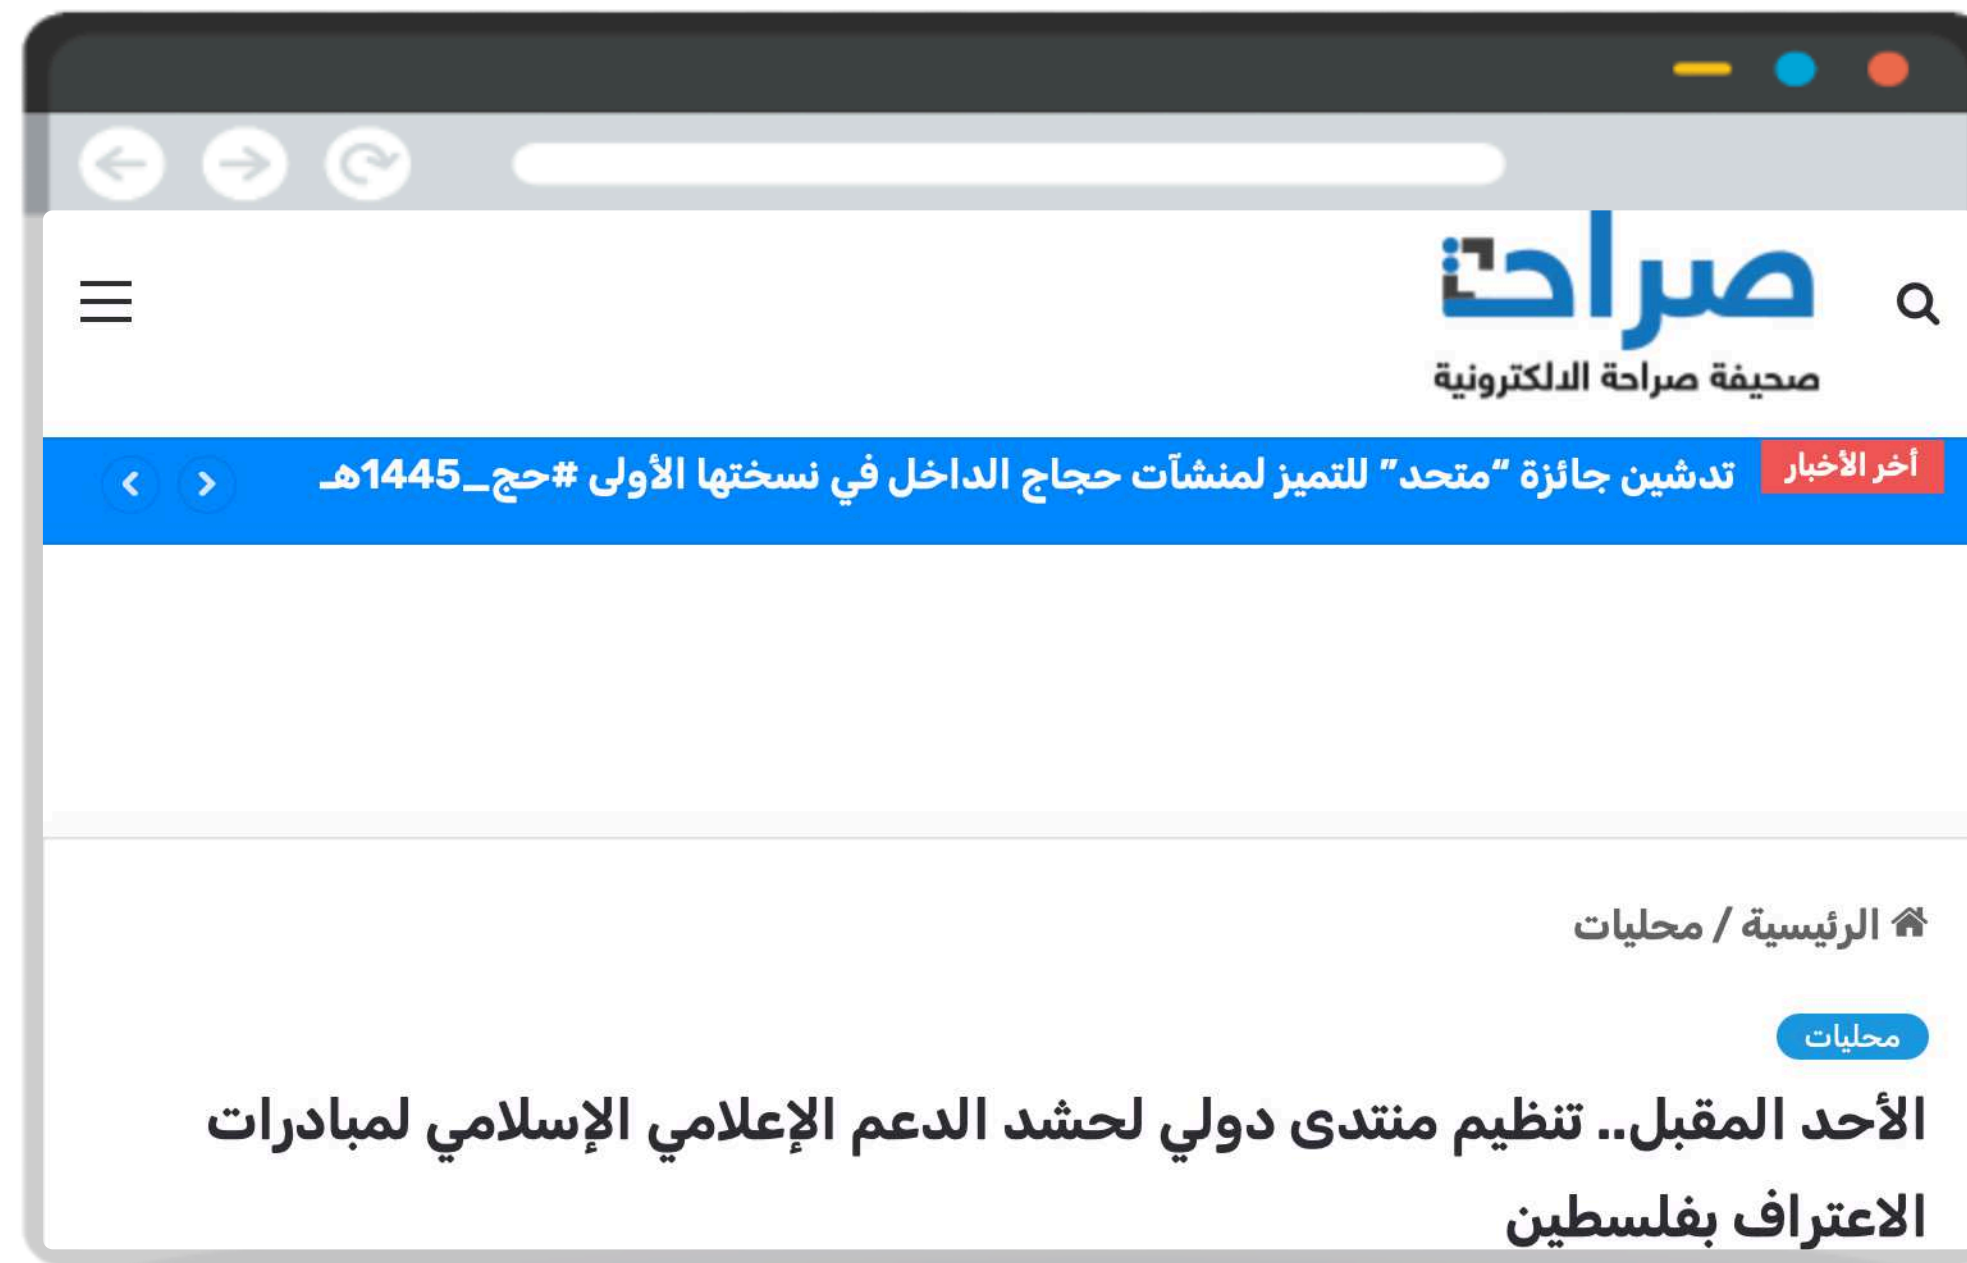 صراحة
صحيفة صراحة الالكترونية
أخر الأخبار
تدشين جائزة “متحد” للتميز لمنشآت حجاج الداخل في نسختها الأولى #حج_1445هـ
الرئيسية / محليات
محليات
الأحد المقبل.. تنظيم منتدى دولي لحشد الدعم الإعلامي الإسلامي لمبادرات
الاعتراف بفلسطين